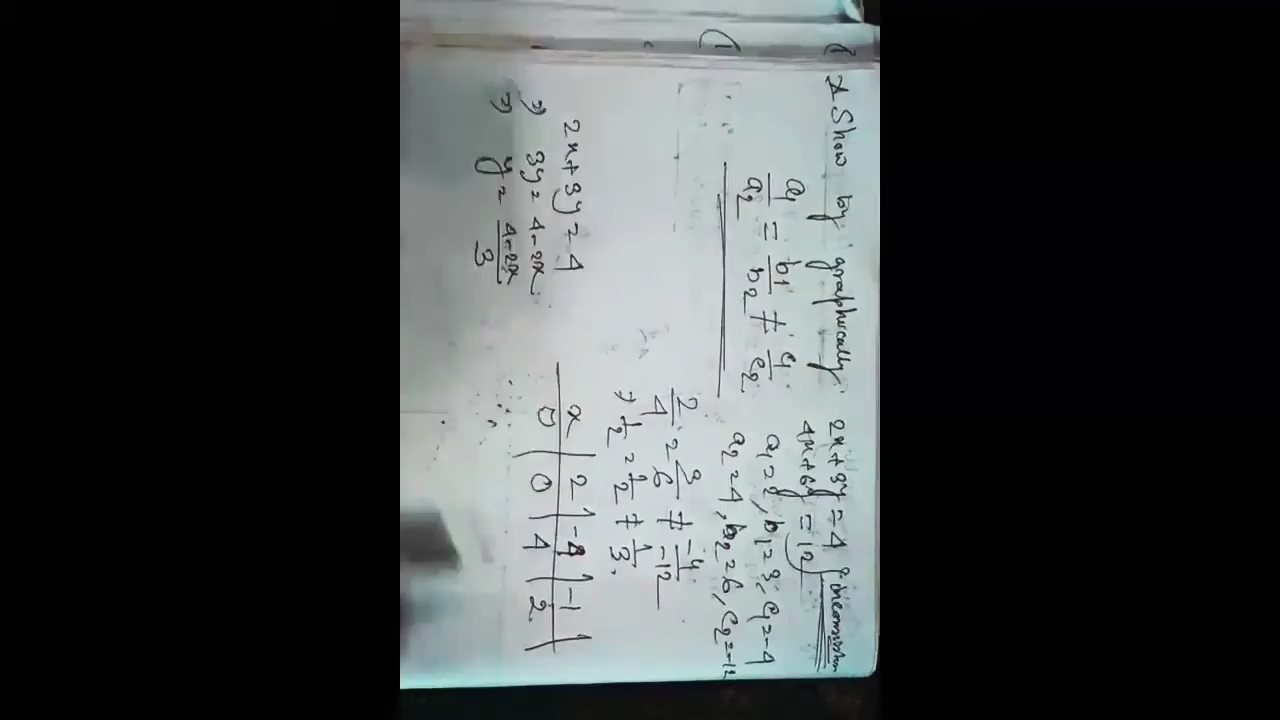 Show by graphically 2x+3y=4 & inconsisten
4x+6y=12
a1/a2 = b1/b2 ≠ c1/c2
a1=2, b1=3, c1=-4
a2=4, b2=6, c2=-12
2/4 = 3/6 ≠ -4/-12
⇒ 1/2 = 1/2 ≠ 1/3.
2x+3y=4
⇒ 3y = 4-2x
⇒ y = 4-2x/3
x | 2 | -4 | -1
0 | 4 | 2